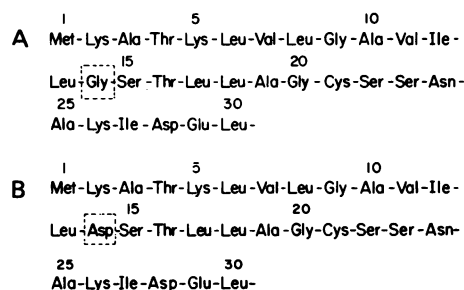 1 5 10
A Met-Lys-Ala-Thr-Lys-Leu-Val-Leu-Gly-Ala-Val-Ile-
15 20
Leu-Gly-Ser-Thr-Leu-Leu-Ala-Gly-Cys-Ser-Ser-Asn-
25 30
Ala-Lys-Ile-Asp-Glu-Leu-
1 5 10
B Met-Lys-Ala-Thr-Lys-Leu-Val-Leu-Gly-Ala-Val-Ile-
15 20
Leu-Asp-Ser-Thr-Leu-Leu-Ala-Gly-Cys-Ser-Ser-Asn-
25 30
Ala-Lys-Ile-Asp-Glu-Leu-